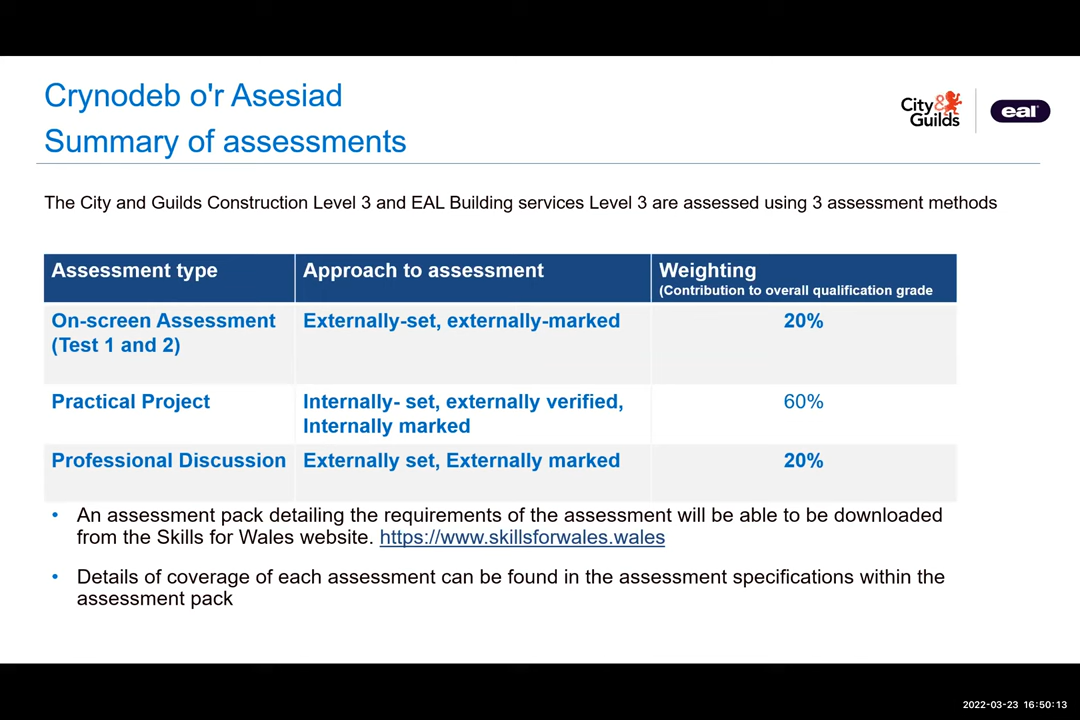 Crynodeb o'r Asesiad
Summary of assessments
City & Guilds
eal
The City and Guilds Construction Level 3 and EAL Building services Level 3 are assessed using 3 assessment methods
Assessment type
Approach to assessment
Weighting
(Contribution to overall qualification grade
On-screen Assessment
(Test 1 and 2)
Externally-set, externally-marked
20%
Practical Project
Internally- set, externally verified,
Internally marked
60%
Professional Discussion
Externally set, Externally marked
20%
• An assessment pack detailing the requirements of the assessment will be able to be downloaded
from the Skills for Wales website. https://www.skillsforwales.wales
• Details of coverage of each assessment can be found in the assessment specifications within the
assessment pack
2022-03-23 16:50:13